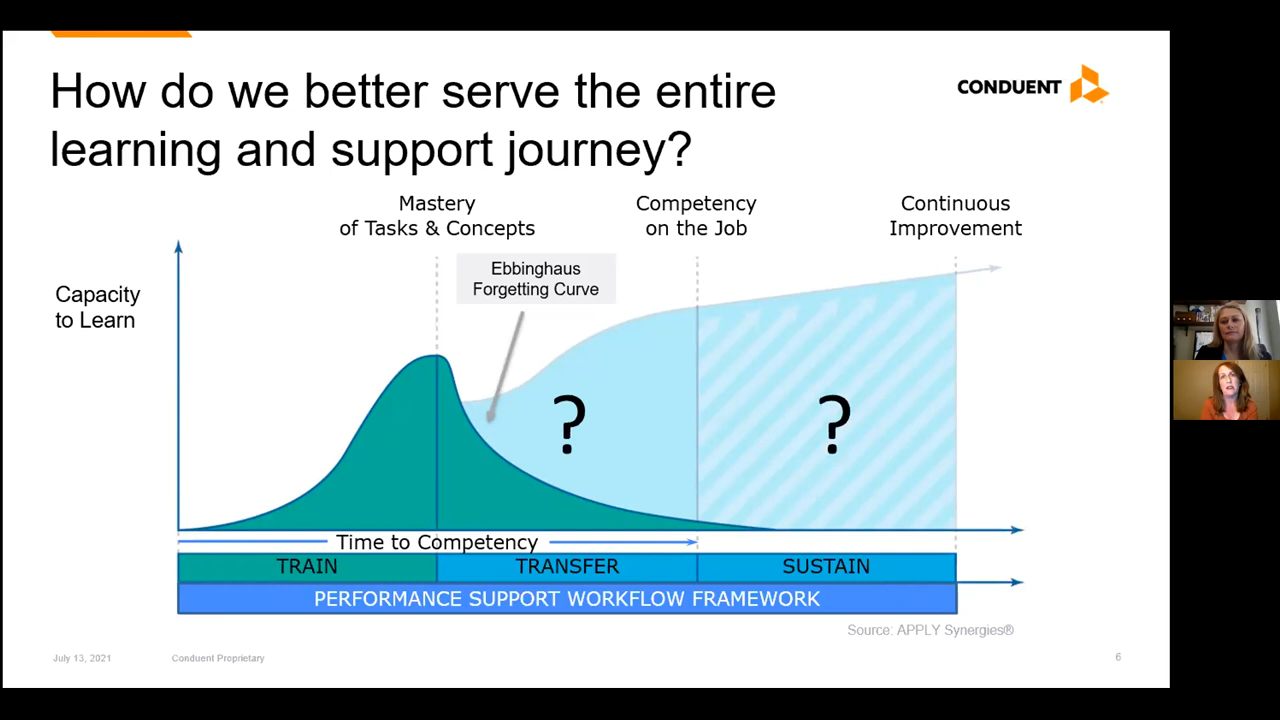 How do we better serve the entire
learning and support journey?
CONDUENT
Mastery
of Tasks & Concepts
Competency
on the Job
Continuous
Improvement
Ebbinghaus
Forgetting Curve
Capacity
to Learn
?
?
Time to Competency
TRAIN
TRANSFER
SUSTAIN
PERFORMANCE SUPPORT WORKFLOW FRAMEWORK
Source: APPLY Synergies®
July 13, 2021
Conduent Proprietary
6